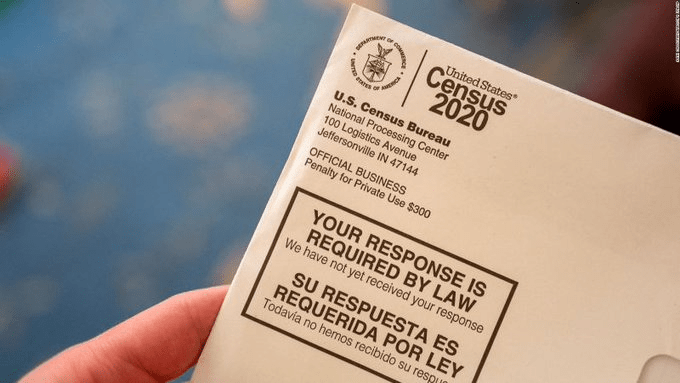 DEPARTMENT OF COMMERCE
UNITED STATES OF AMERICA
United States®
Census
2020
U.S. Census Bureau
National Processing Center
100 Logistics Avenue
Jeffersonville IN 47144
OFFICIAL BUSINESS
Penalty for Private Use $300
YOUR RESPONSE IS
REQUIRED BY LAW
We have not yet received your response
SU RESPUESTA ES
REQUERIDA POR LEY
Todavía no hemos recibido su respue